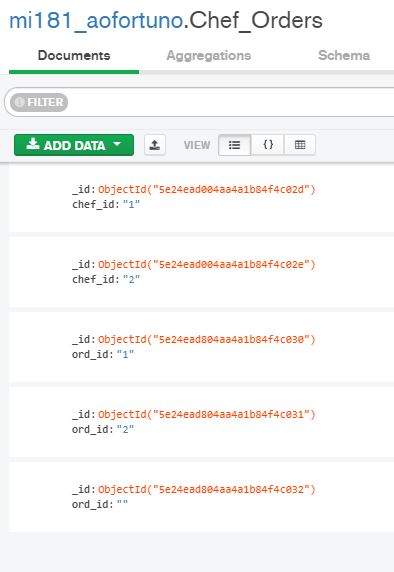 mi181_aofortuno.Chef_Orders
Documents Aggregations Schema
FILTER
ADD DATA VIEW { }
_id: ObjectId("5e24ead004aa4a1b84f4c02d")
chef_id: "1"
_id: ObjectId("5e24ead004aa4a1b84f4c02e")
chef_id: "2"
_id: ObjectId("5e24ead804aa4a1b84f4c030")
ord_id: "1"
_id: ObjectId("5e24ead804aa4a1b84f4c031")
ord_id: "2"
_id: ObjectId("5e24ead804aa4a1b84f4c032")
ord_id: ""